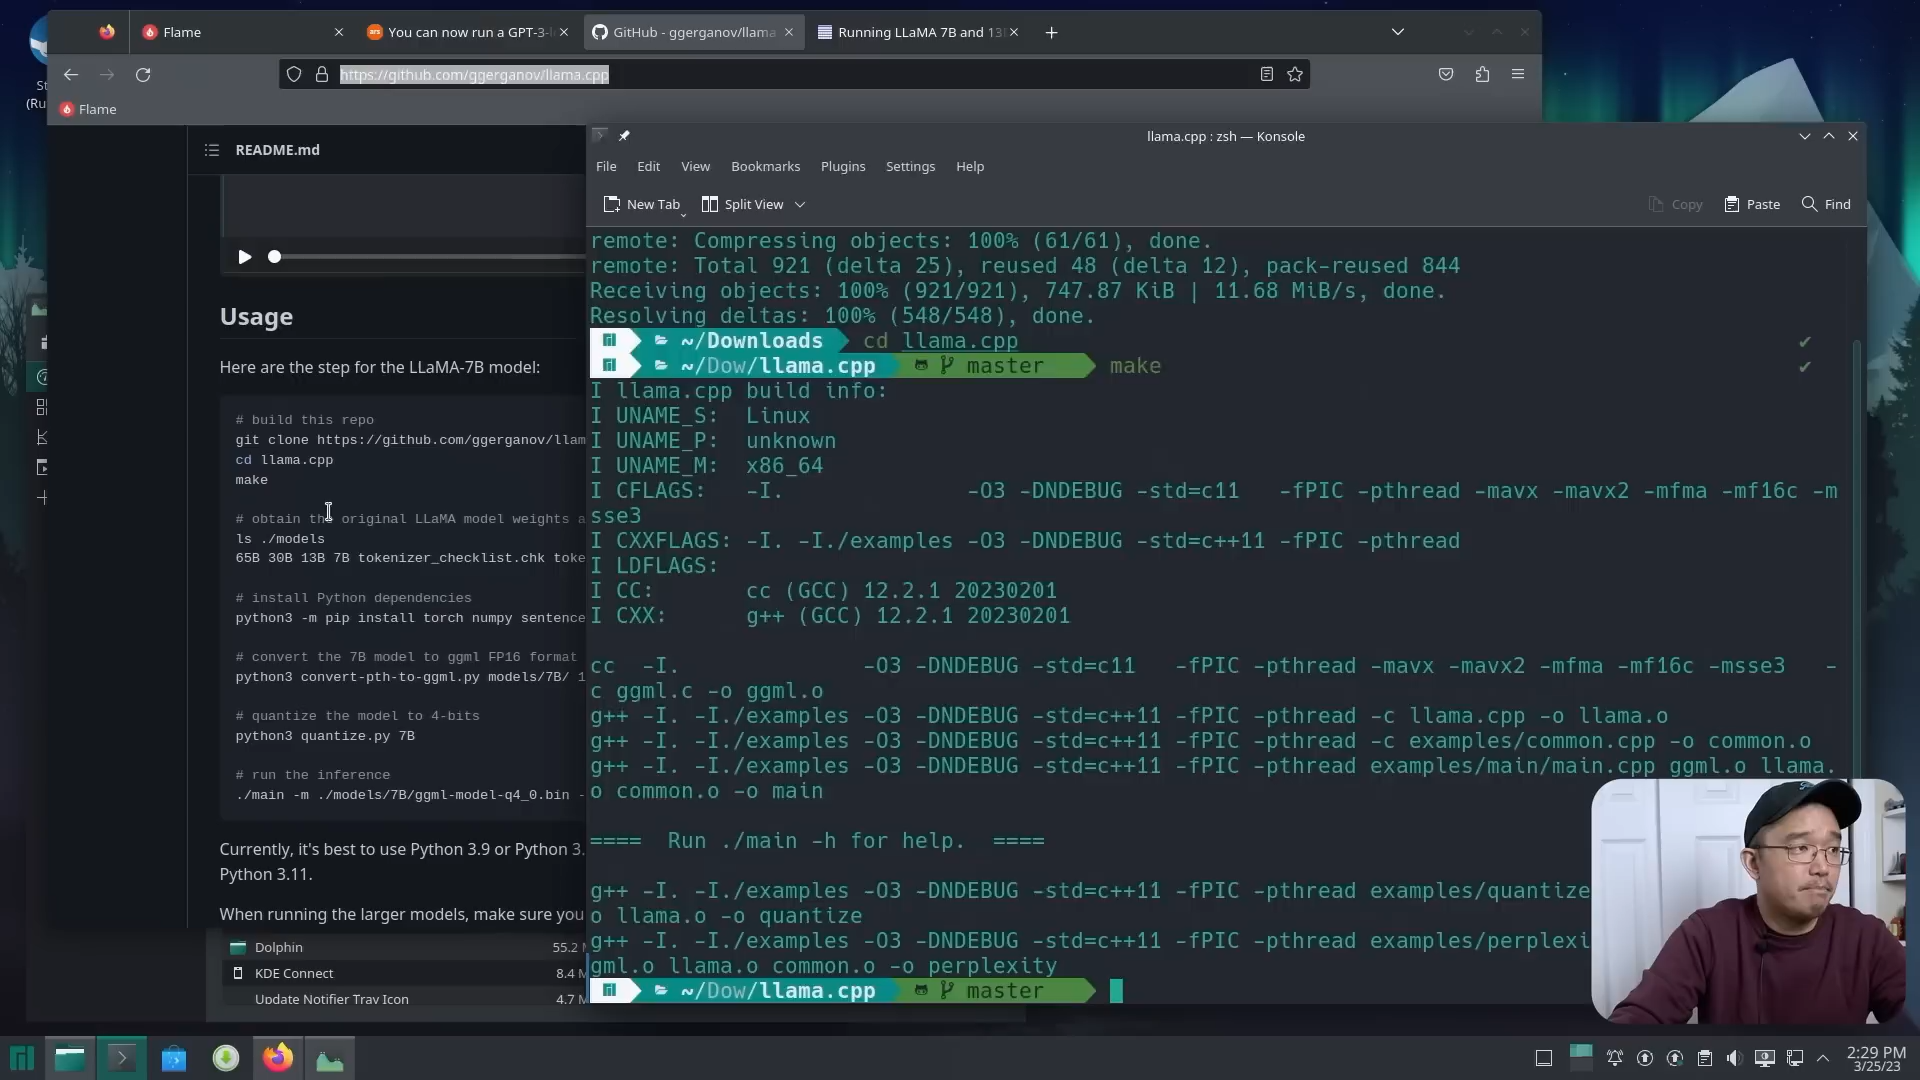 Flame
You can now run a GPT-3-l
GitHub - ggerganov/llama
Running LLaMA 7B and 13
https://github.com/ggerganov/llama.cpp
Flame
README.md
Usage
Here are the step for the LLaMA-7B model:
# build this repo
git clone https://github.com/ggerganov/llam
cd llama.cpp
make
# obtain the original LLaMA model weights a
ls ./models
65B 30B 13B 7B tokenizer_checklist.chk toke
# install Python dependencies
python3 -m pip install torch numpy sentence
# convert the 7B model to ggml FP16 format
python3 convert-pth-to-ggml.py models/7B/ 1
# quantize the model to 4-bits
python3 quantize.py 7B
# run the inference
./main -m ./models/7B/ggml-model-q4_0.bin -
Currently, it's best to use Python 3.9 or Python 3.
Python 3.11.
When running the larger models, make sure you
Dolphin 55.2 M
KDE Connect 8.4 M
Update Notifier Tray Icon 4.7 M
llama.cpp : zsh — Konsole
File Edit View Bookmarks Plugins Settings Help
New Tab Split View Copy Paste Find
remote: Compressing objects: 100% (61/61), done.
remote: Total 921 (delta 25), reused 48 (delta 12), pack-reused 844
Receiving objects: 100% (921/921), 747.87 KiB | 11.68 MiB/s, done.
Resolving deltas: 100% (548/548), done.
~/Downloads cd llama.cpp
~/Dow/llama.cpp master make
I llama.cpp build info:
I UNAME_S: Linux
I UNAME_P: unknown
I UNAME_M: x86_64
I CFLAGS: -I. -O3 -DNDEBUG -std=c11 -fPIC -pthread -mavx -mavx2 -mfma -mf16c -m
sse3
I CXXFLAGS: -I. -I./examples -O3 -DNDEBUG -std=c++11 -fPIC -pthread
I LDFLAGS:
I CC: cc (GCC) 12.2.1 20230201
I CXX: g++ (GCC) 12.2.1 20230201
cc -I. -O3 -DNDEBUG -std=c11 -fPIC -pthread -mavx -mavx2 -mfma -mf16c -msse3 -
c ggml.c -o ggml.o
g++ -I. -I./examples -O3 -DNDEBUG -std=c++11 -fPIC -pthread -c llama.cpp -o llama.o
g++ -I. -I./examples -O3 -DNDEBUG -std=c++11 -fPIC -pthread -c examples/common.cpp -o common.o
g++ -I. -I./examples -O3 -DNDEBUG -std=c++11 -fPIC -pthread examples/main/main.cpp ggml.o llama.
o common.o -o main
==== Run ./main -h for help. ====
g++ -I. -I./examples -O3 -DNDEBUG -std=c++11 -fPIC -pthread examples/quantize
o llama.o -o quantize
g++ -I. -I./examples -O3 -DNDEBUG -std=c++11 -fPIC -pthread examples/perplexi
gml.o llama.o common.o -o perplexity
~/Dow/llama.cpp master
2:29 PM
3/25/23